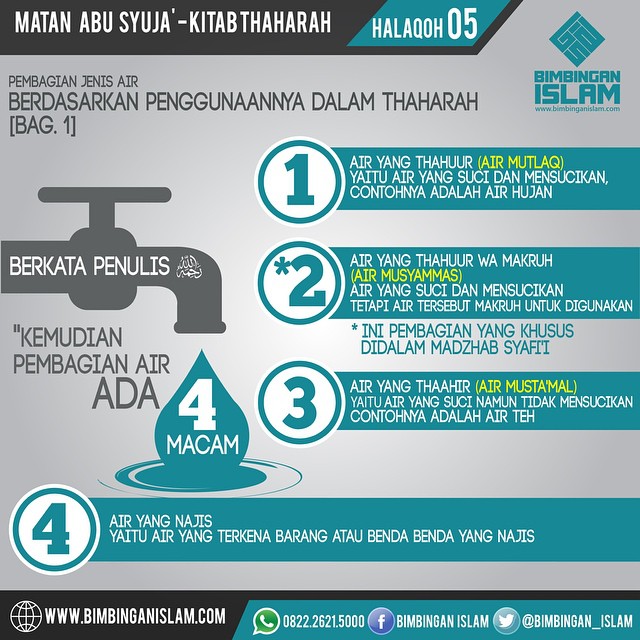 MATAN ABU SYUJA'-KITAB THAHARAH
HALAQOH 05
BIMBINGAN
ISLAM
www.bimbinganislam.com
PEMBAGIAN JENIS AIR
BERDASARKAN PENGGUNAANNYA DALAM THAHARAH
[BAG. 1]
1
AIR YANG THAHUUR (AIR MUTLAQ)
YAITU AIR YANG SUCI DAN MENSUCIKAN,
CONTOHNYA ADALAH AIR HUJAN
BERKATA PENULIS رحمه الله
"KEMUDIAN
PEMBAGIAN AIR
ADA
4
MACAM
*2
AIR YANG THAHUUR WA MAKRUH
(AIR MUSYAMMAS)
AIR YANG SUCI DAN MENSUCIKAN
TETAPI AIR TERSEBUT MAKRUH UNTUK DIGUNAKAN
* INI PEMBAGIAN YANG KHUSUS
DIDALAM MADZHAB SYAFI'I
3
AIR YANG THAAHIR (AIR MUSTA'MAL)
YAITU AIR YANG SUCI NAMUN TIDAK MENSUCIKAN
CONTOHNYA ADALAH AIR TEH
4
AIR YANG NAJIS
YAITU AIR YANG TERKENA BARANG ATAU BENDA BENDA YANG NAJIS
WWW.BIMBINGANISLAM.COM
0822.2621.5000
BIMBINGAN ISLAM
@BIMBINGAN_ISLAM